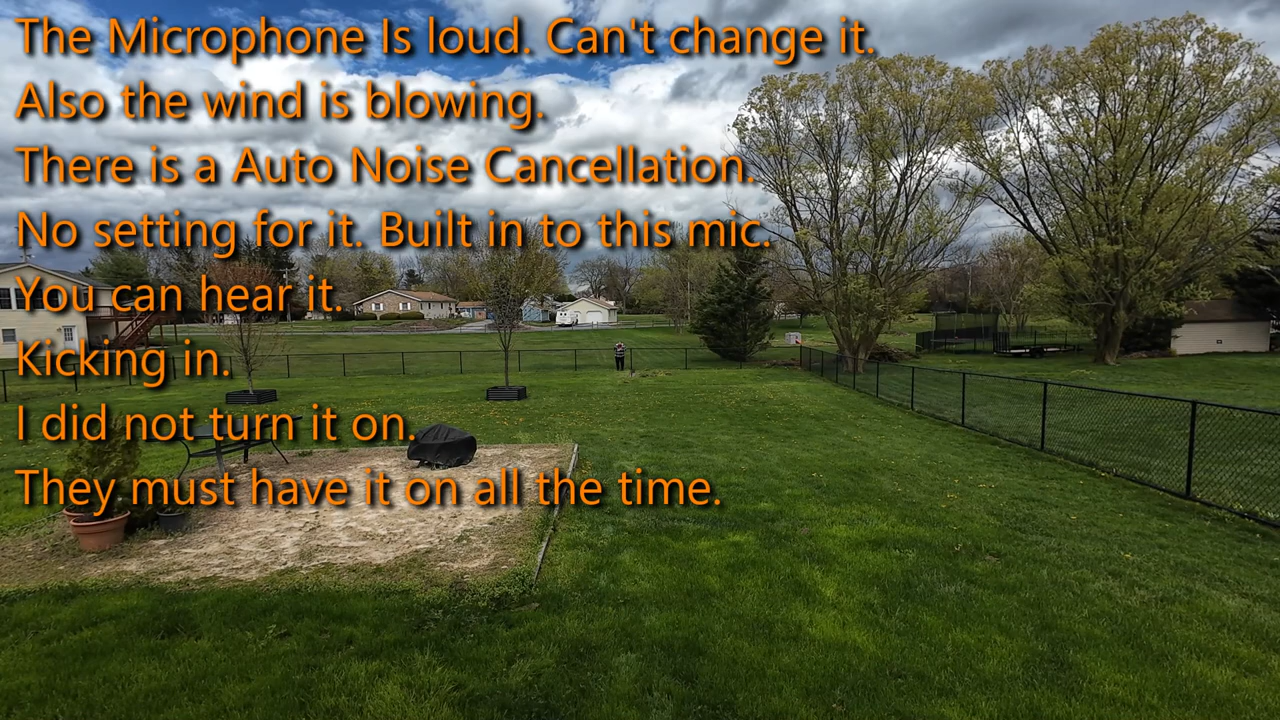 The Microphone Is loud. Can't change it.
Also the wind is blowing.
There is a Auto Noise Cancellation.
No setting for it. Built in to this mic.
You can hear it.
Kicking in.
I did not turn it on.
They must have it on all the time.